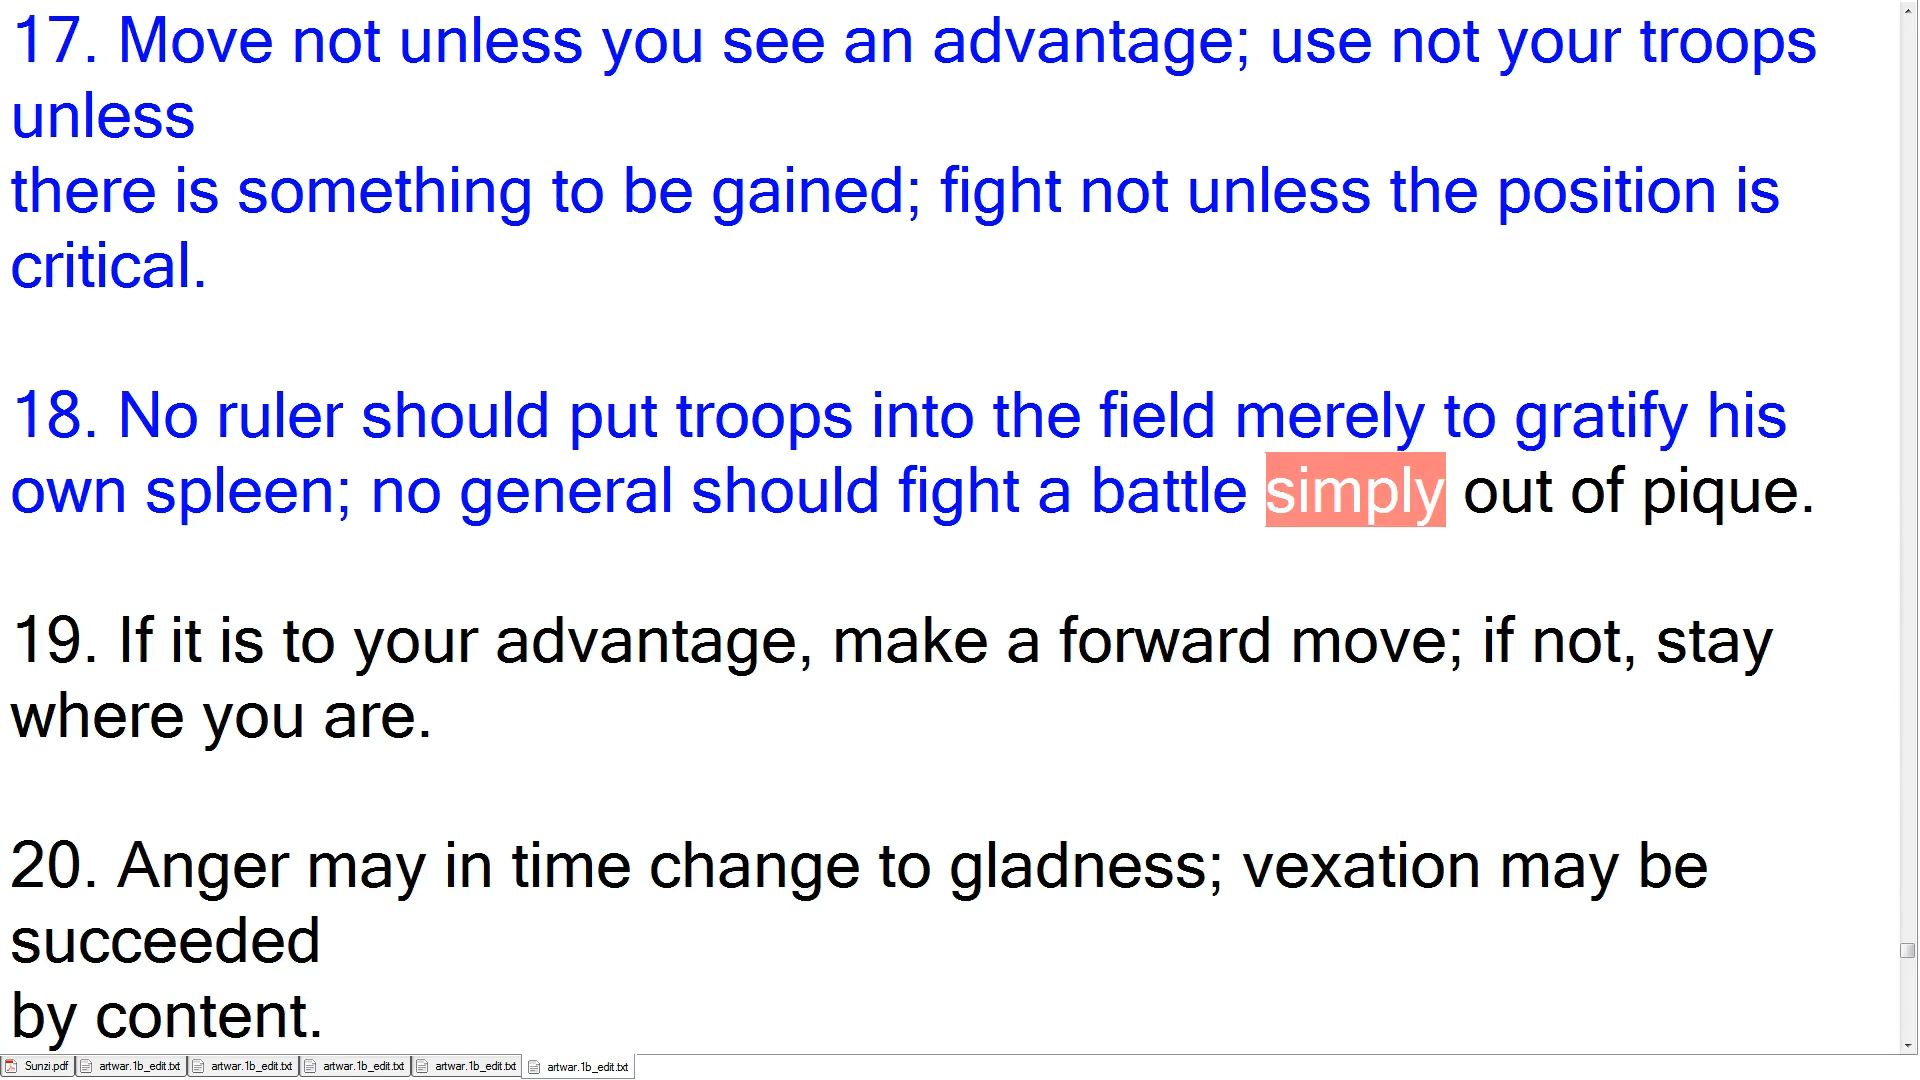 17. Move not unless you see an advantage; use not your troops
unless
there is something to be gained; fight not unless the position is
critical.
18. No ruler should put troops into the field merely to gratify his
own spleen; no general should fight a battle simply out of pique.
19. If it is to your advantage, make a forward move; if not, stay
where you are.
20. Anger may in time change to gladness; vexation may be
succeeded
by content.
Sunzi.pdf artwar.1b_edit.txt artwar.1b_edit.txt artwar.1b_edit.txt artwar.1b_edit.txt artwar.1b_edit.txt